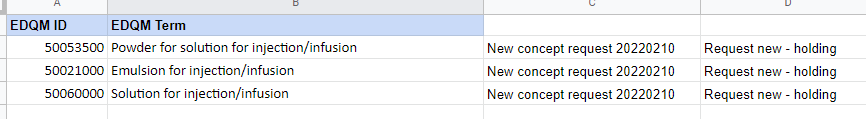 A B C D
EDQM ID EDQM Term
50053500 Powder for solution for injection/infusion New concept request 20220210 Request new - holding
50021000 Emulsion for injection/infusion New concept request 20220210 Request new - holding
50060000 Solution for injection/infusion New concept request 20220210 Request new - holding